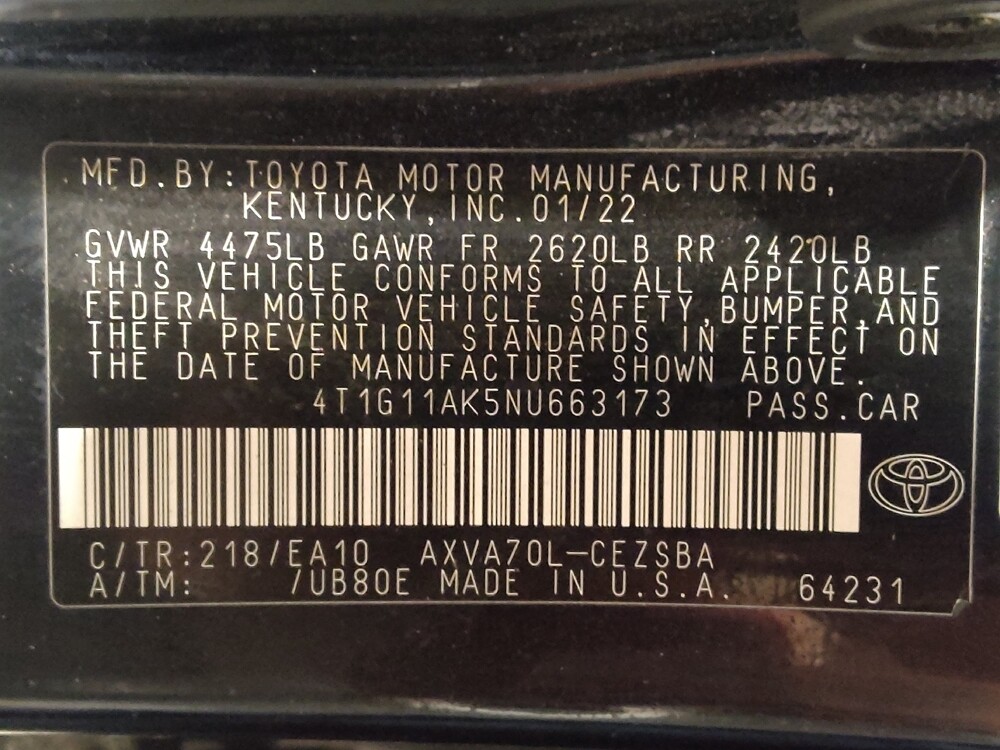 MFD.BY:TOYOTA MOTOR MANUFACTURING,
KENTUCKY,INC.01/22
GVWR 4475LB GAWR FR 2620LB RR 2420LB
THIS VEHICLE CONFORMS TO ALL APPLICABLE
FEDERAL MOTOR VEHICLE SAFETY,BUMPER,AND
THEFT PREVENTION STANDARDS IN EFFECT ON
THE DATE OF MANUFACTURE SHOWN ABOVE.
4T1G11AK5NU663173 PASS.CAR
C/TR:218/EA10 AXVA70L-CEZSBA
A/TM: /UB80E MADE IN U.S.A. 64231